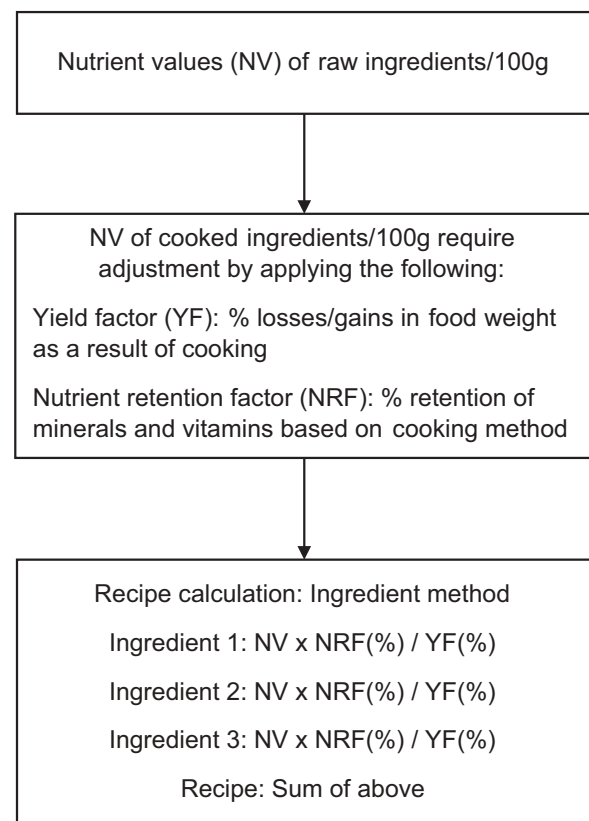 Nutrient values (NV) of raw ingredients/100g
NV of cooked ingredients/100g require
adjustment by applying the following:
Yield factor (YF): % losses/gains in food weight
as a result of cooking
Nutrient retention factor (NRF): % retention of
minerals and vitamins based on cooking method
Recipe calculation: Ingredient method
Ingredient 1: NV x NRF(%) / YF(%)
Ingredient 2: NV x NRF(%) / YF(%)
Ingredient 3: NV x NRF(%) / YF(%)
Recipe: Sum of above